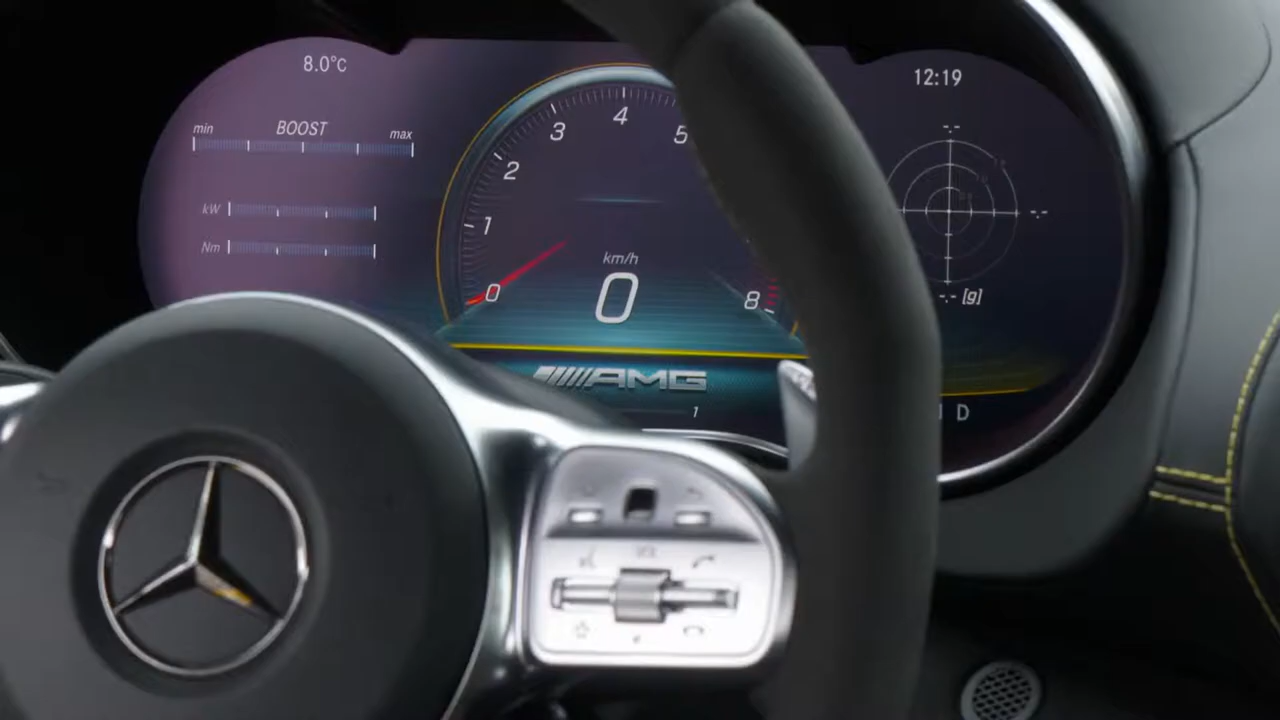 8.0°C
12:19
min BOOST max
kW
Nm
0
1
2
3
4
5
8
km/h
0
-.- [g]
AMG
1
D